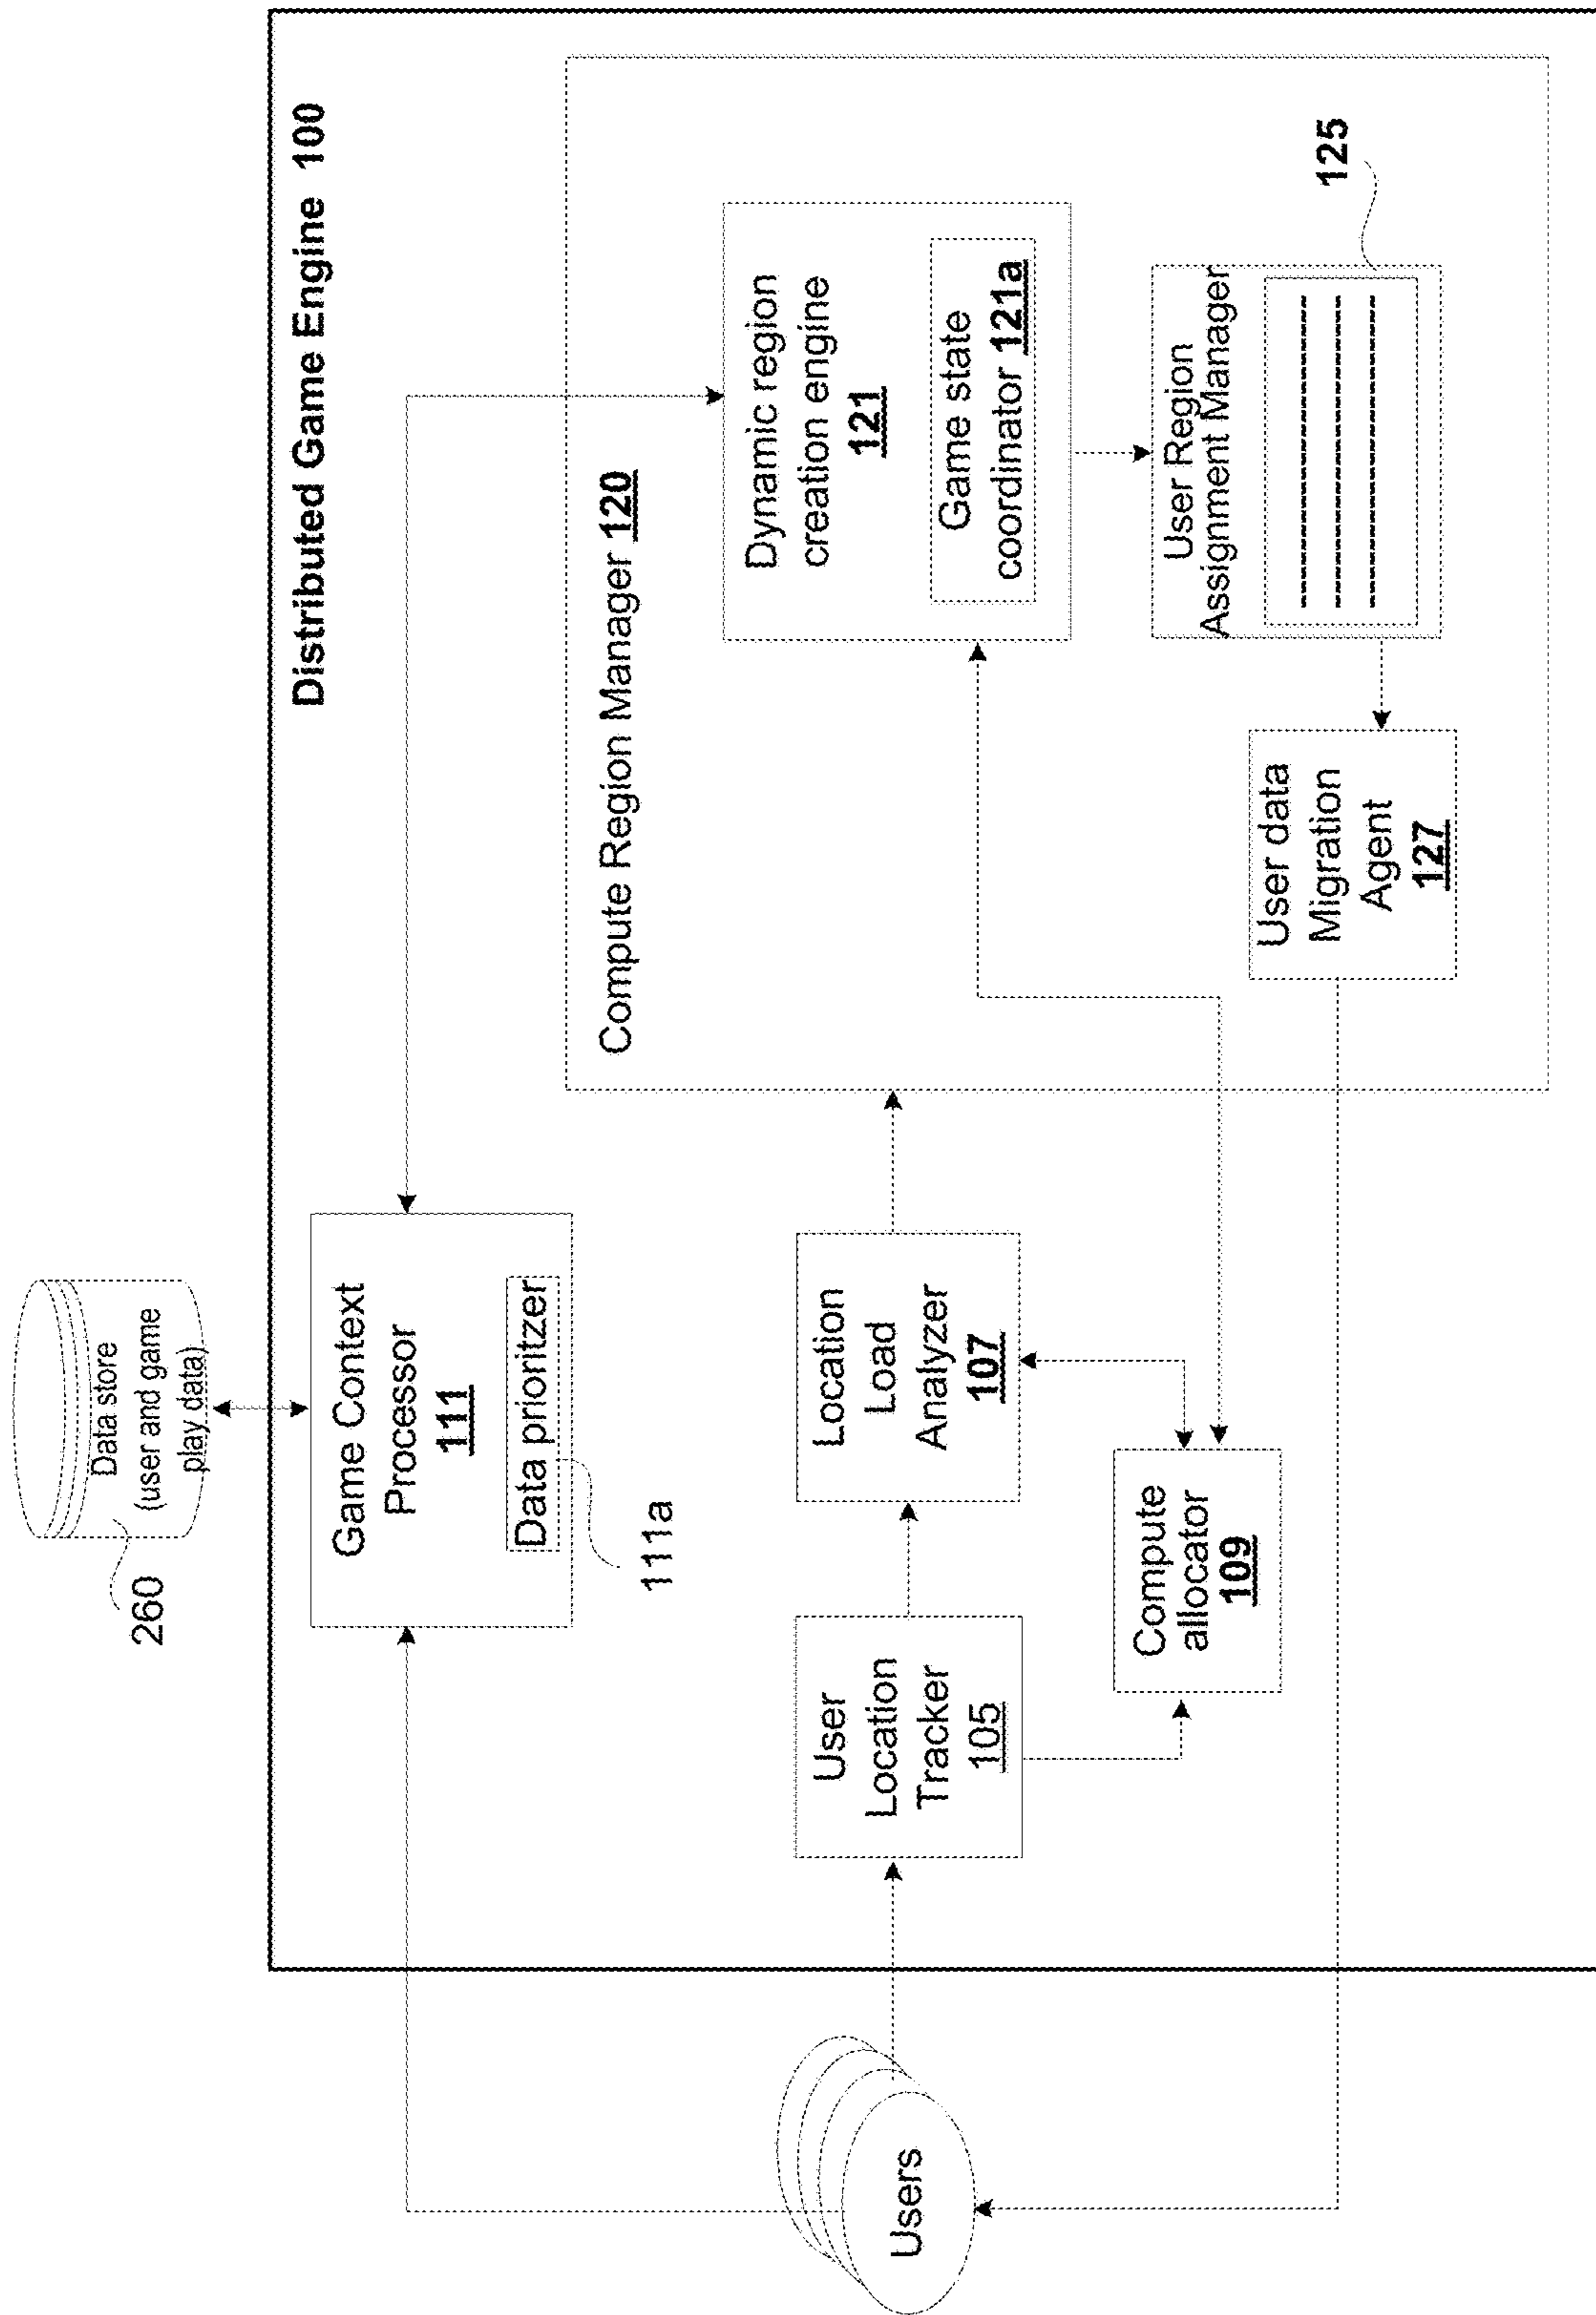 Data store
(user and game
play data)
260
Distributed Game Engine 100
Game Context
Processor
111
Data prioritzer
111a
Compute Region Manager 120
Dynamic region
creation engine
121
Game state
coordinator 121a
User Region
Assignment Manager
125
User data
Migration
Agent
127
Location
Load
Analyzer
107
User
Location
Tracker
105
Compute
allocator
109
Users